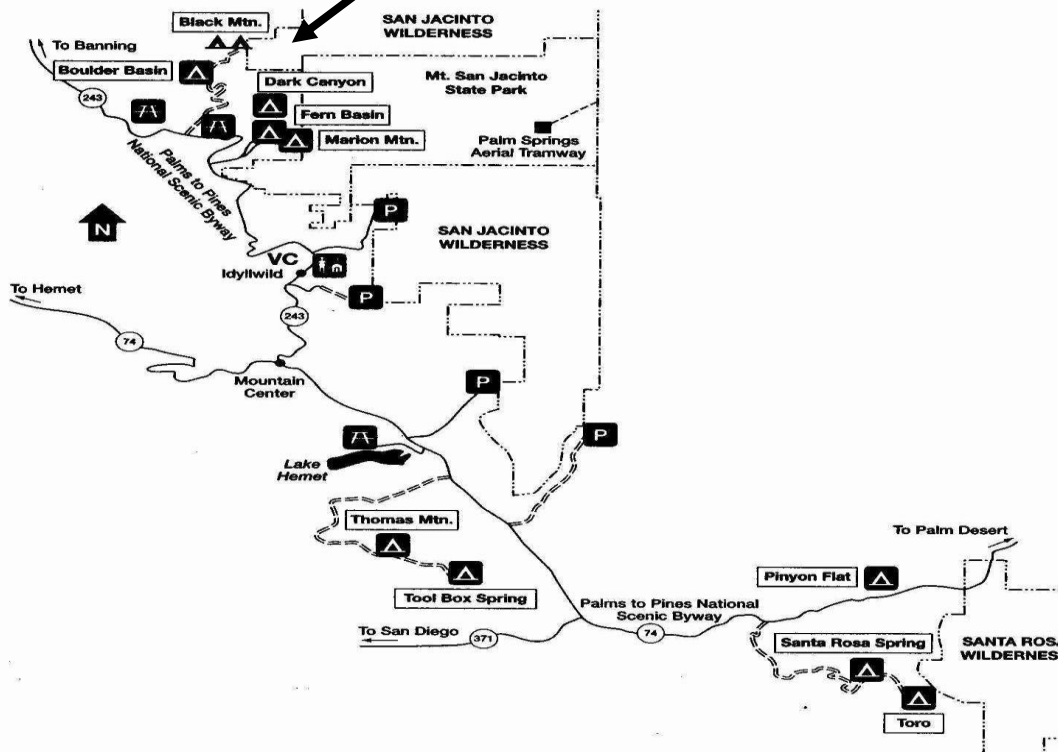 Black Mtn.
SAN JACINTO
WILDERNESS
To Banning
Boulder Basin
Dark Canyon
Mt. San Jacinto
State Park
243
Fern Basin
Marion Mtn.
Palm Springs
Aerial Tramway
Palms to Pines
National Scenic Byway
N
P
SAN JACINTO
WILDERNESS
VC
Idyllwild
To Hemet
P
243
74
Mountain
Center
P
P
Lake
Hemet
Thomas Mtn.
To Palm Desert
Pinyon Flat
Tool Box Spring
Palms to Pines National
Scenic Byway
To San Diego
371
74
Santa Rosa Spring
SANTA ROS
WILDERNES
Toro